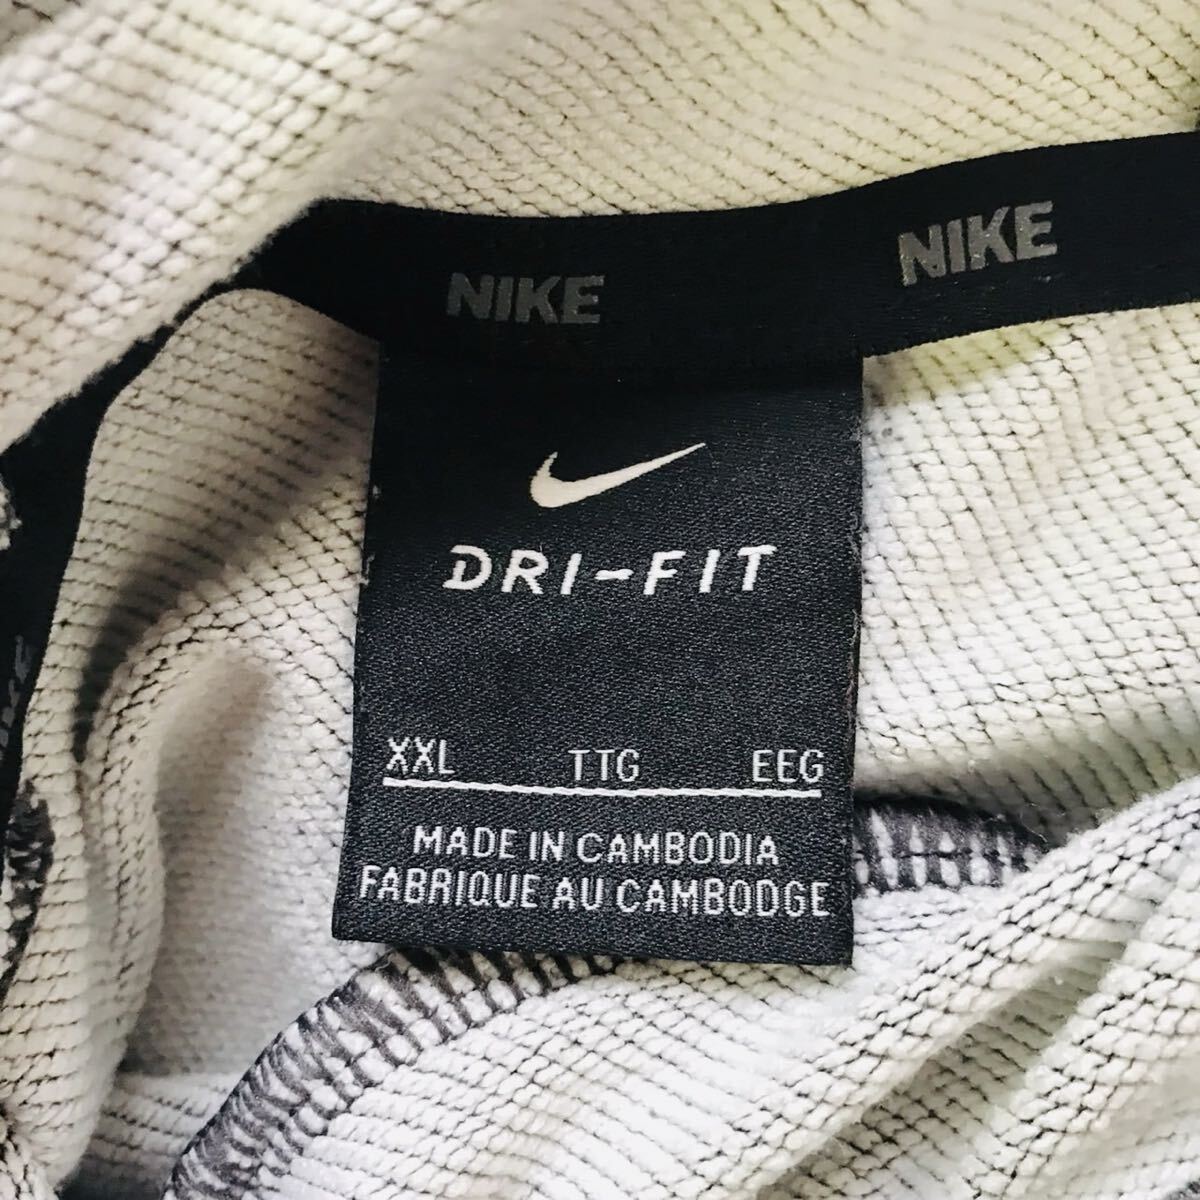 NIKE NIKE
DRI-FIT
XXL TTG EEG
MADE IN CAMBODIA
FABRIQUE AU CAMBODGE